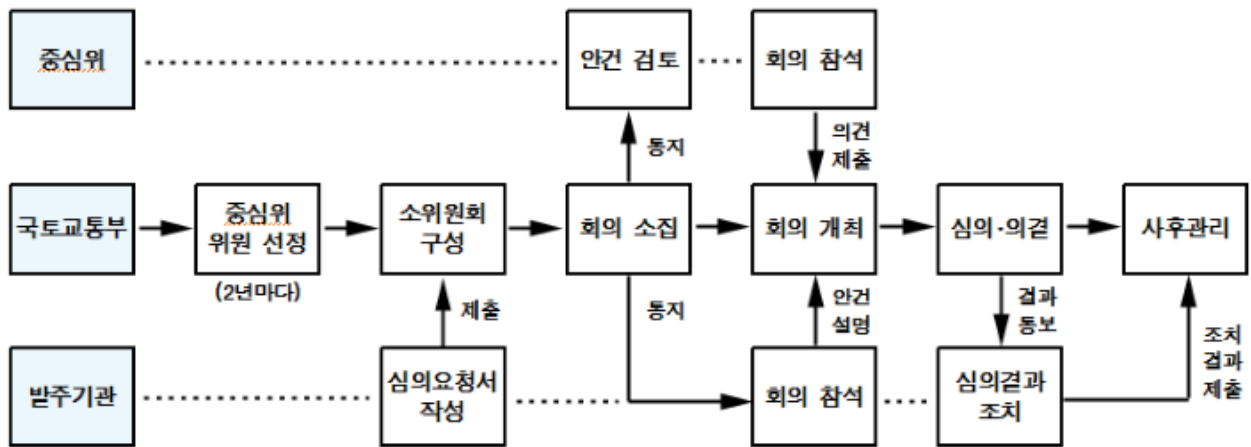 중심위
안건 검토
회의 참석
통지
의견
제출
국토교통부
중심위
위원 선정
(2년마다)
소위원회
구성
회의 소집
회의 개최
심의·의결
사후관리
제출
통지
안건
설명
결과
통보
조치
결과
제출
발주기관
심의요청서
작성
회의 참석
심의결과
조치